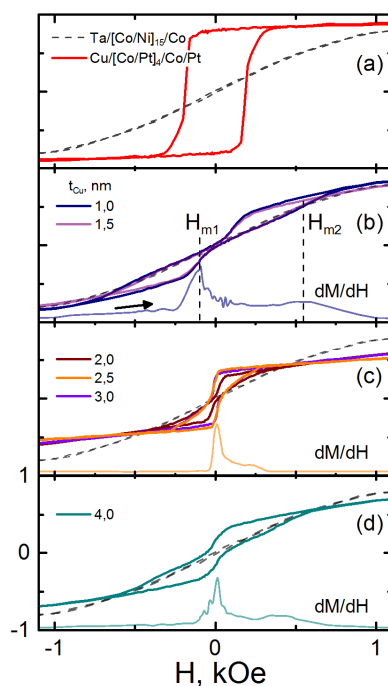 Ta/[Co/Ni]15/Co
Cu/[Co/Pt]4/Co/Pt
(a)
tCu, nm
1,0
1,5
Hm1
Hm2
(b)
dM/dH
2,0
2,5
3,0
(c)
dM/dH
1
4,0
(d)
0
dM/dH
-1
-1 0 1
H, kOe